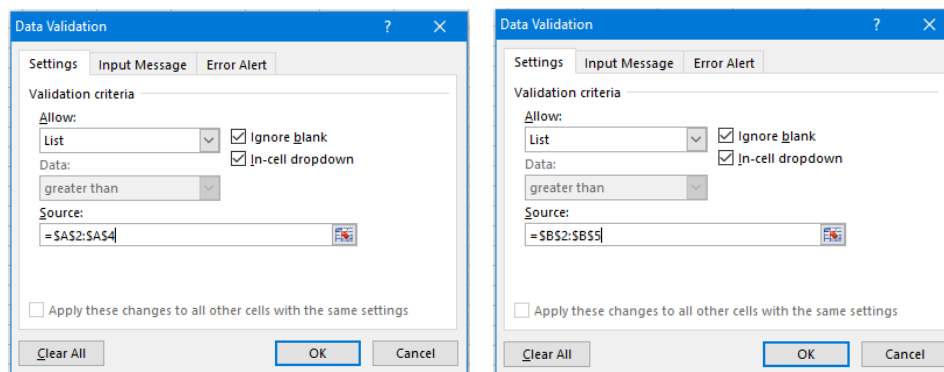 Data Validation ? ×
Settings Input Message Error Alert
Validation criteria
Allow:
List
Ignore blank
Data:
In-cell dropdown
greater than
Source:
=$A$2:$A$4
Apply these changes to all other cells with the same settings
Clear All OK Cancel
Data Validation ? ×
Settings Input Message Error Alert
Validation criteria
Allow:
List
Ignore blank
Data:
In-cell dropdown
greater than
Source:
=$B$2:$B$5
Apply these changes to all other cells with the same settings
Clear All OK Cancel